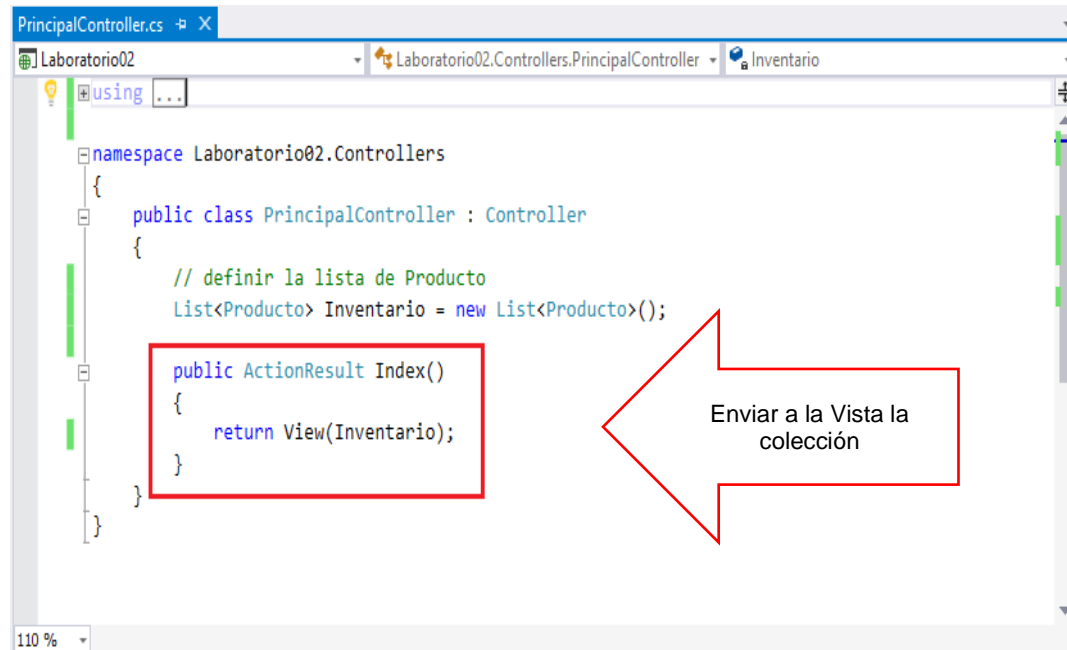 PrincipalController.cs
Laboratorio02 Laboratorio02.Controllers.PrincipalController Inventario
using ...
namespace Laboratorio02.Controllers
{
public class PrincipalController : Controller
{
// definir la lista de Producto
List<Producto> Inventario = new List<Producto>();
public ActionResult Index()
{
return View(Inventario);
}
}
}
Enviar a la Vista la
colección
110 %